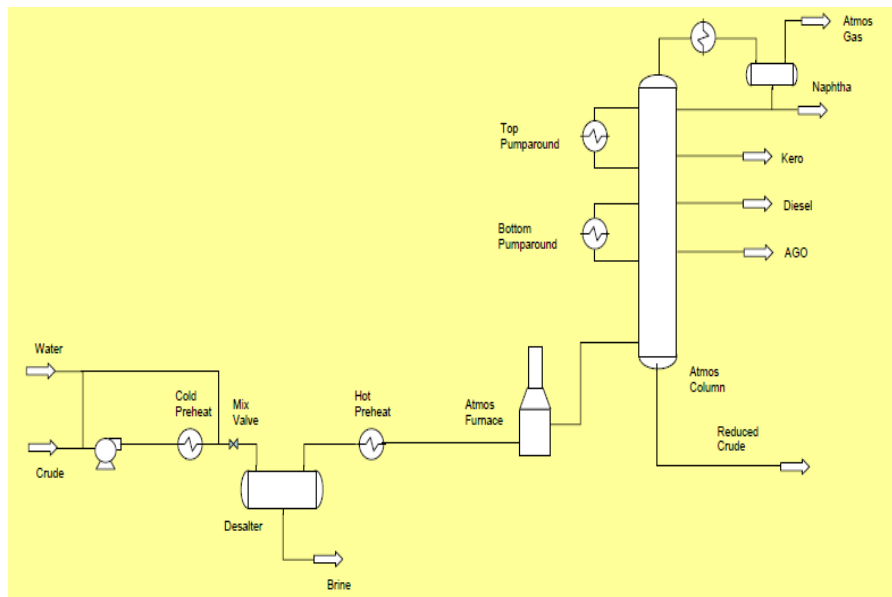 Atmos
Gas
Naphtha
Top
Pumparound
Kero
Diesel
Bottom
Pumparound
AGO
Water
Cold
Preheat
Mix
Valve
Hot
Preheat
Atmos
Furnace
Atmos
Column
Reduced
Crude
Crude
Desalter
Brine